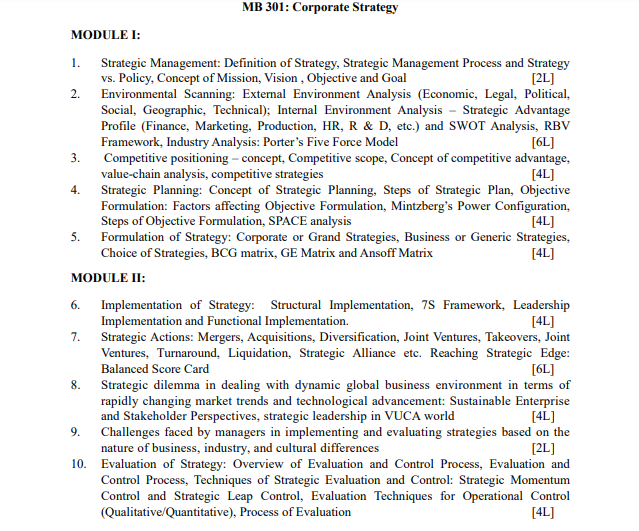 MB 301: Corporate Strategy
MODULE I:
1. Strategic Management: Definition of Strategy, Strategic Management Process and Strategy
vs. Policy, Concept of Mission, Vision , Objective and Goal [2L]
2. Environmental Scanning: External Environment Analysis (Economic, Legal, Political,
Social, Geographic, Technical); Internal Environment Analysis – Strategic Advantage
Profile (Finance, Marketing, Production, HR, R & D, etc.) and SWOT Analysis, RBV
Framework, Industry Analysis: Porter's Five Force Model [6L]
3. Competitive positioning – concept, Competitive scope, Concept of competitive advantage,
value-chain analysis, competitive strategies [4L]
4. Strategic Planning: Concept of Strategic Planning, Steps of Strategic Plan, Objective
Formulation: Factors affecting Objective Formulation, Mintzberg's Power Configuration,
Steps of Objective Formulation, SPACE analysis [4L]
5. Formulation of Strategy: Corporate or Grand Strategies, Business or Generic Strategies,
Choice of Strategies, BCG matrix, GE Matrix and Ansoff Matrix [4L]
MODULE II:
6. Implementation of Strategy: Structural Implementation, 7S Framework, Leadership
Implementation and Functional Implementation. [4L]
7. Strategic Actions: Mergers, Acquisitions, Diversification, Joint Ventures, Takeovers, Joint
Ventures, Turnaround, Liquidation, Strategic Alliance etc. Reaching Strategic Edge:
Balanced Score Card [6L]
8. Strategic dilemma in dealing with dynamic global business environment in terms of
rapidly changing market trends and technological advancement: Sustainable Enterprise
and Stakeholder Perspectives, strategic leadership in VUCA world [4L]
9. Challenges faced by managers in implementing and evaluating strategies based on the
nature of business, industry, and cultural differences [2L]
10. Evaluation of Strategy: Overview of Evaluation and Control Process, Evaluation and
Control Process, Techniques of Strategic Evaluation and Control: Strategic Momentum
Control and Strategic Leap Control, Evaluation Techniques for Operational Control
(Qualitative/Quantitative), Process of Evaluation [4L]